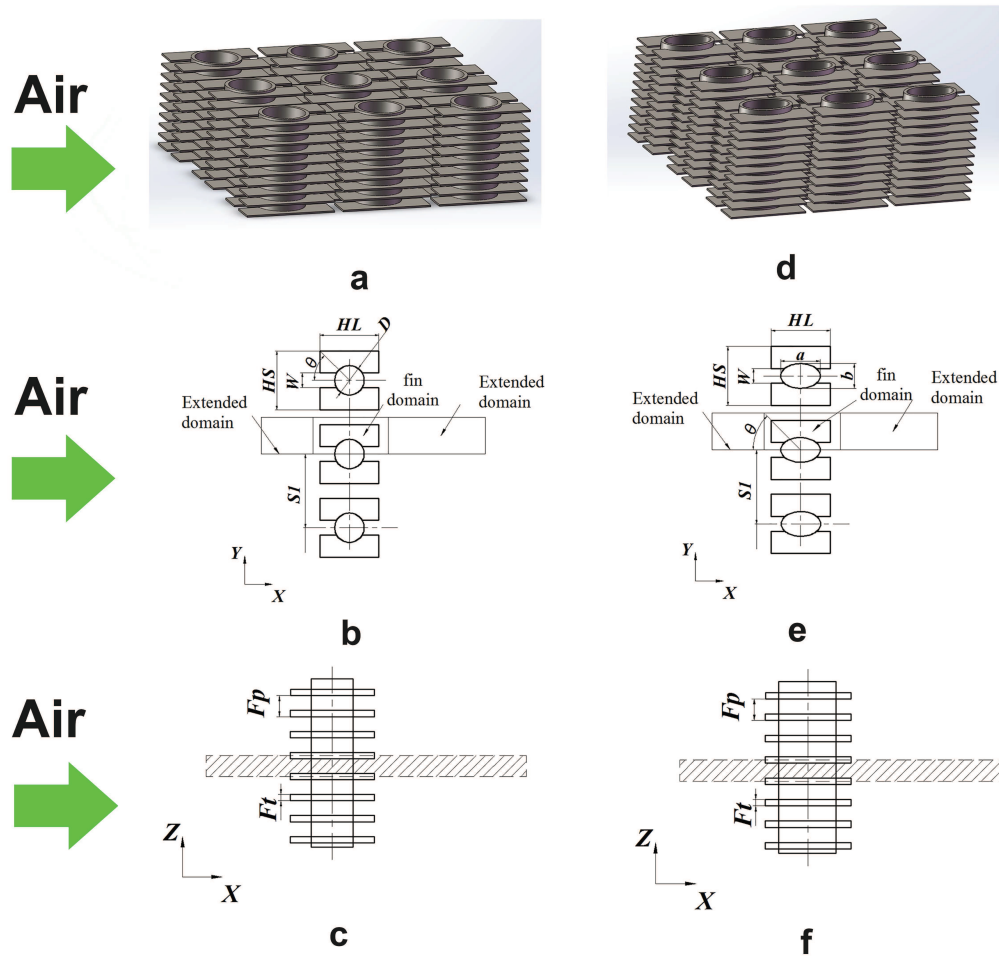 Air
a
d
Air
HL
D
θ
HS
W
fin
domain
Extended
domain
Extended
domain
S1
Y
X
b
HL
a
HS
W
b
fin
domain
Extended
domain
Extended
domain
θ
S1
Y
X
e
Air
Fp
Ft
Z
X
c
Fp
Ft
Z
X
f